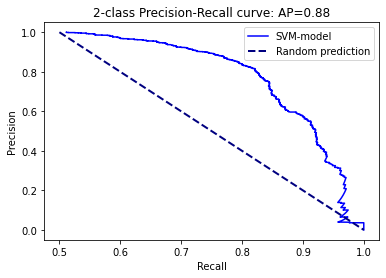 2-class Precision-Recall curve: AP=0.88
SVM-model
Random prediction
Precision
1.0
0.8
0.6
0.4
0.2
0.0
0.5 0.6 0.7 0.8 0.9 1.0
Recall